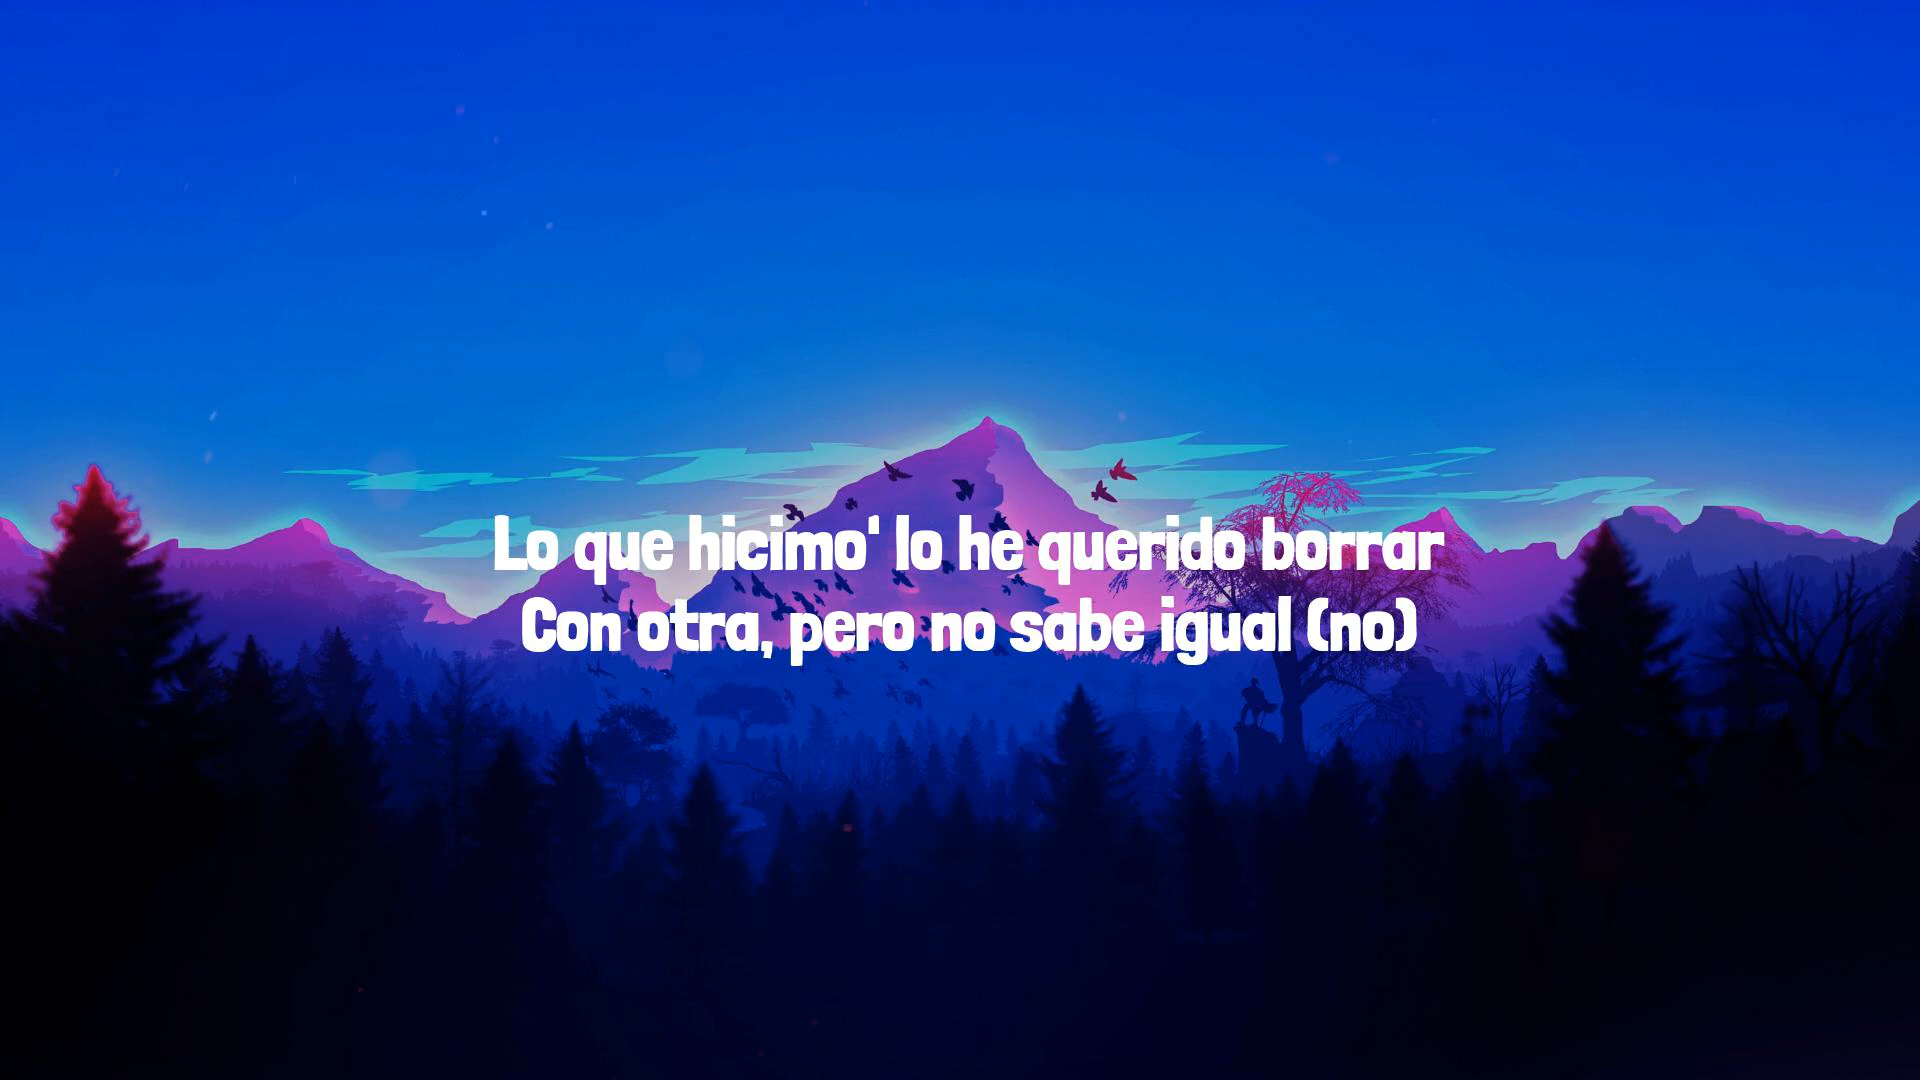 Lo que hicimo' lo he querido borrar
Con otra, pero no sabe igual (no)